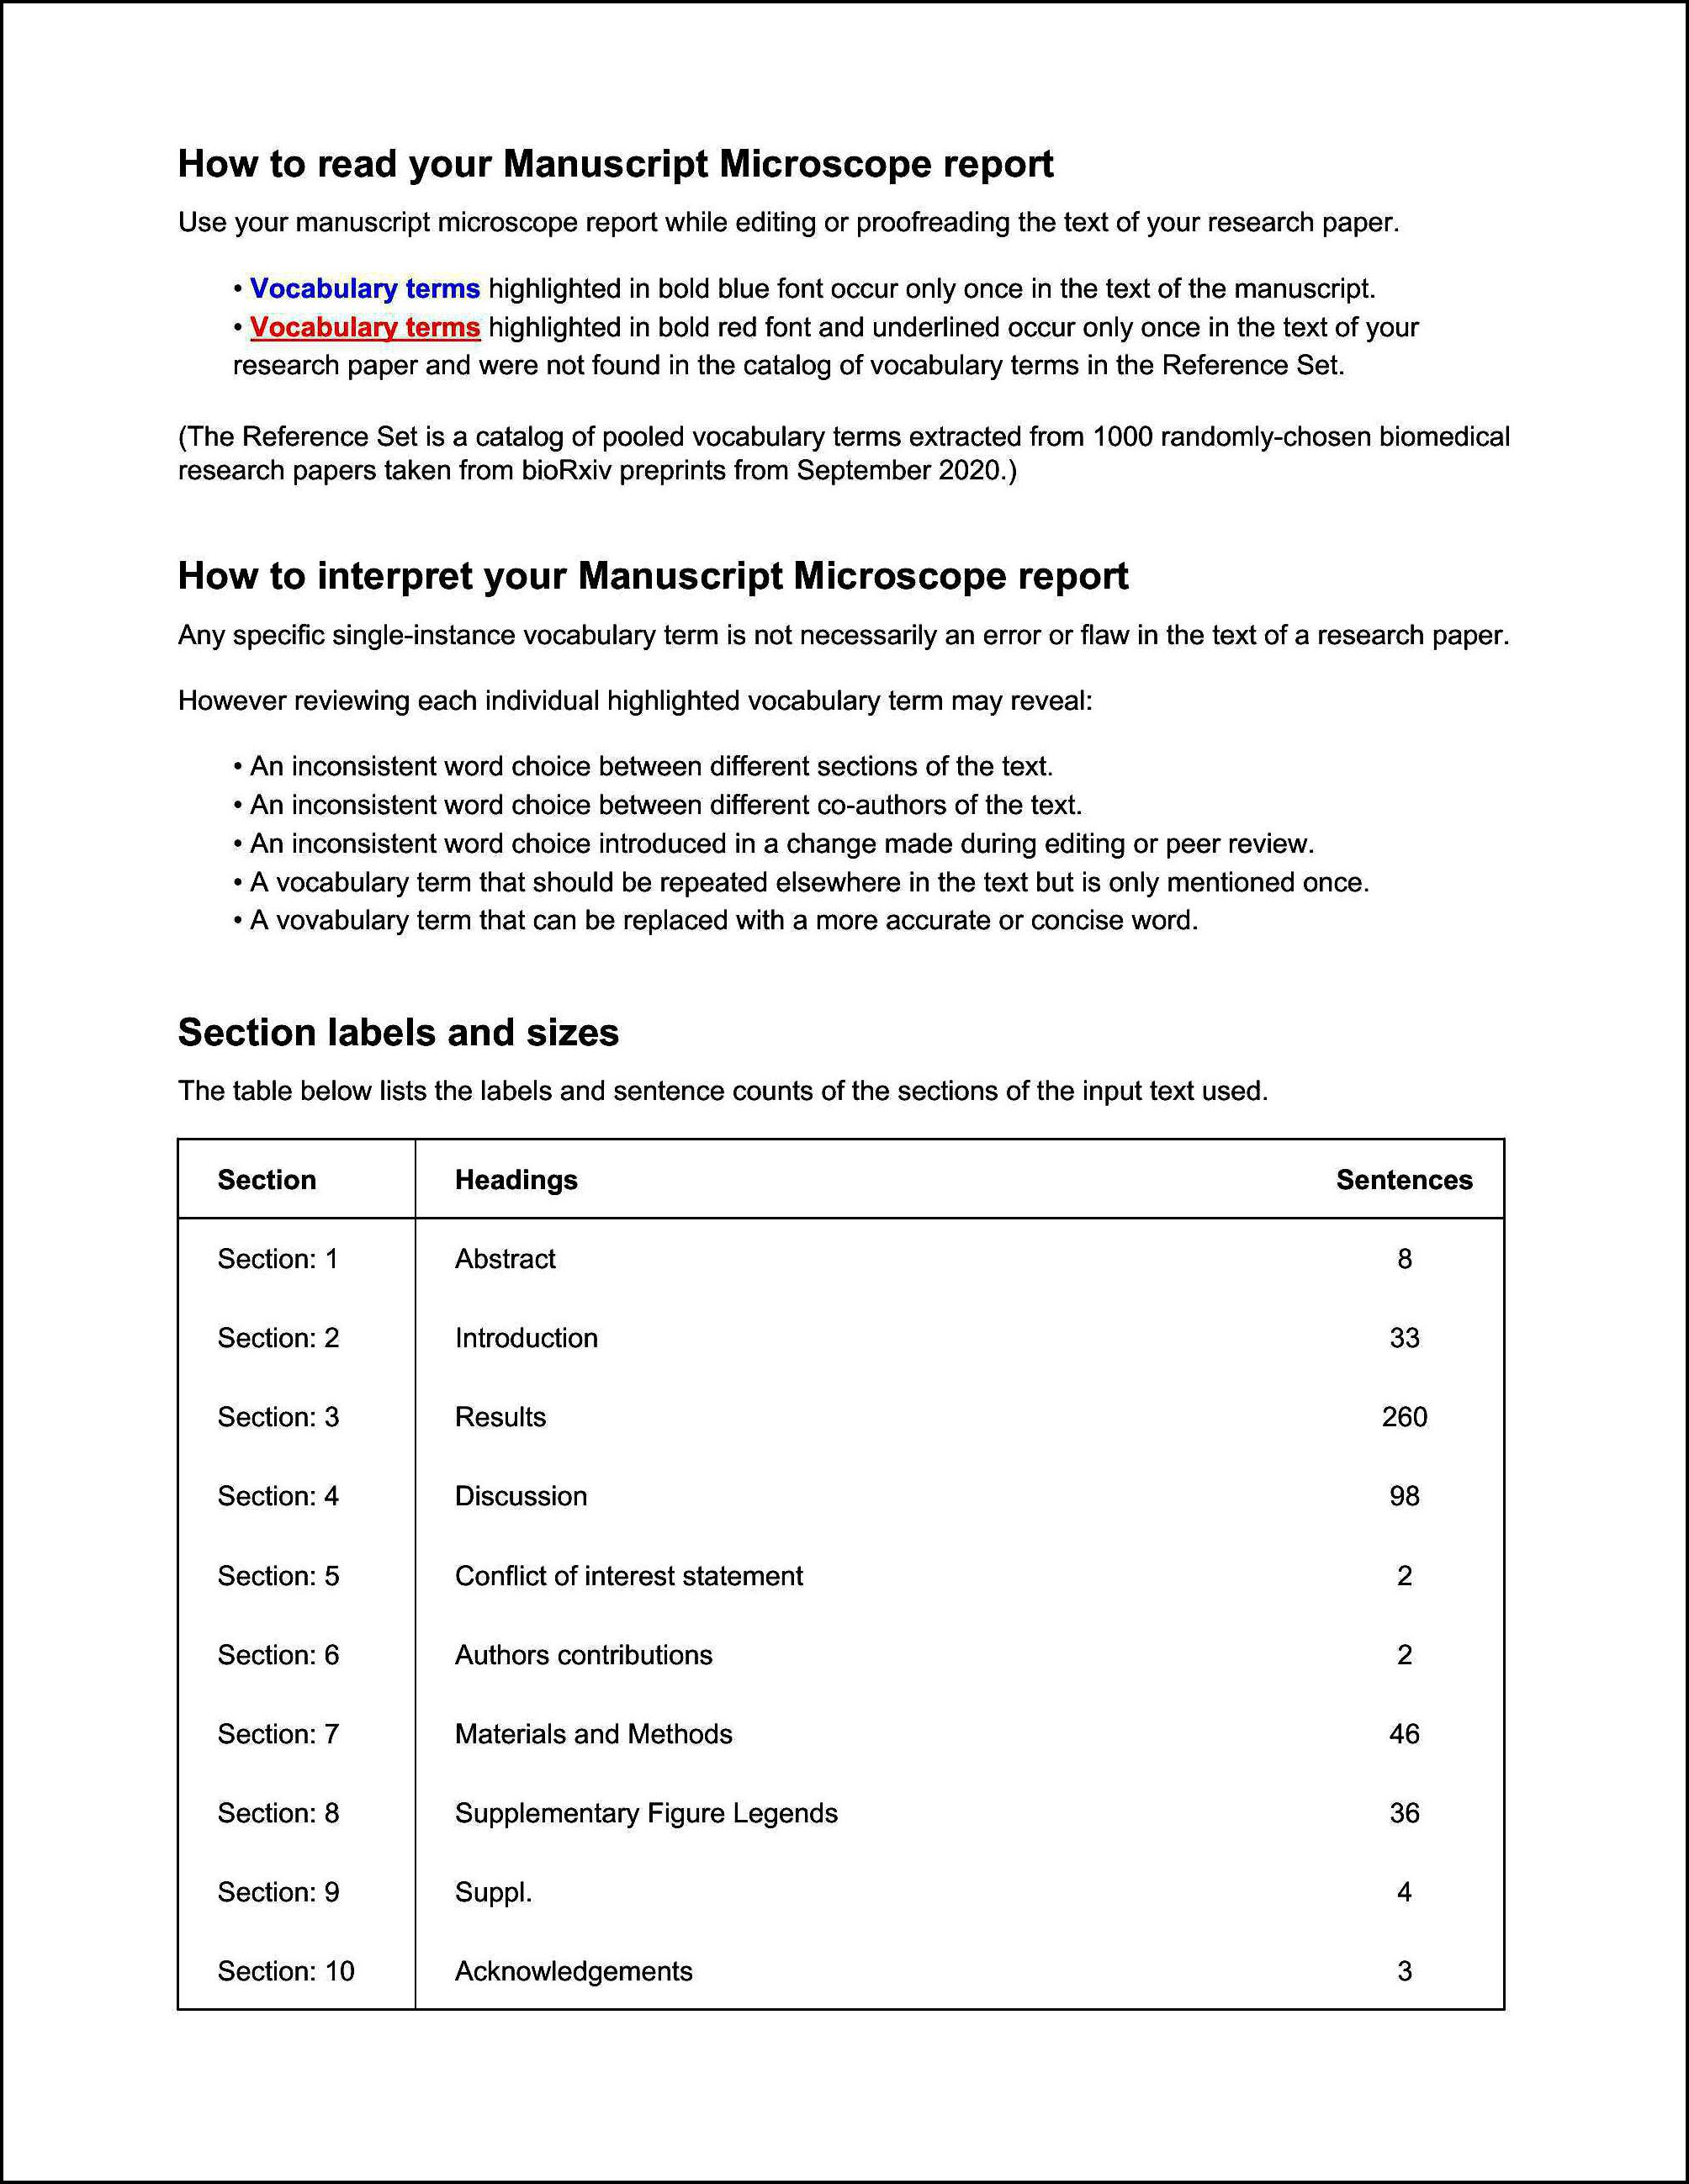 How to read your Manuscript Microscope report
Use your manuscript microscope report while editing or proofreading the text of your research paper.
• Vocabulary terms highlighted in bold blue font occur only once in the text of the manuscript.
• Vocabulary terms highlighted in bold red font and underlined occur only once in the text of your
research paper and were not found in the catalog of vocabulary terms in the Reference Set.
(The Reference Set is a catalog of pooled vocabulary terms extracted from 1000 randomly-chosen biomedical
research papers taken from bioRxiv preprints from September 2020.)
How to interpret your Manuscript Microscope report
Any specific single-instance vocabulary term is not necessarily an error or flaw in the text of a research paper.
However reviewing each individual highlighted vocabulary term may reveal:
• An inconsistent word choice between different sections of the text.
• An inconsistent word choice between different co-authors of the text.
• An inconsistent word choice introduced in a change made during editing or peer review.
• A vocabulary term that should be repeated elsewhere in the text but is only mentioned once.
• A vovabulary term that can be replaced with a more accurate or concise word.
Section labels and sizes
The table below lists the labels and sentence counts of the sections of the input text used.
Section Headings Sentences
Section: 1 Abstract 8
Section: 2 Introduction 33
Section: 3 Results 260
Section: 4 Discussion 98
Section: 5 Conflict of interest statement 2
Section: 6 Authors contributions 2
Section: 7 Materials and Methods 46
Section: 8 Supplementary Figure Legends 36
Section: 9 Suppl. 4
Section: 10 Acknowledgements 3